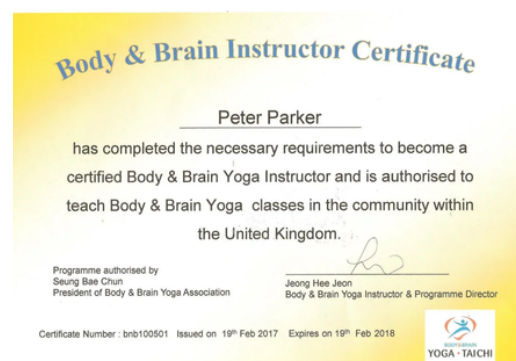 Body & Brain Instructor Certificate
Peter Parker
has completed the necessary requirements to become a
certified Body & Brain Yoga Instructor and is authorised to
teach Body & Brain Yoga classes in the community within
the United Kingdom.
Programme authorised by
Seung Bae Chun
President of Body & Brain Yoga Association
Jeong Hee Jeon
Body & Brain Yoga Instructor & Programme Director
Certificate Number : bnb100501 Issued on 19th Feb 2017 Expires on 19th Feb 2018
BODY&BRAIN
YOGA · TAICHI